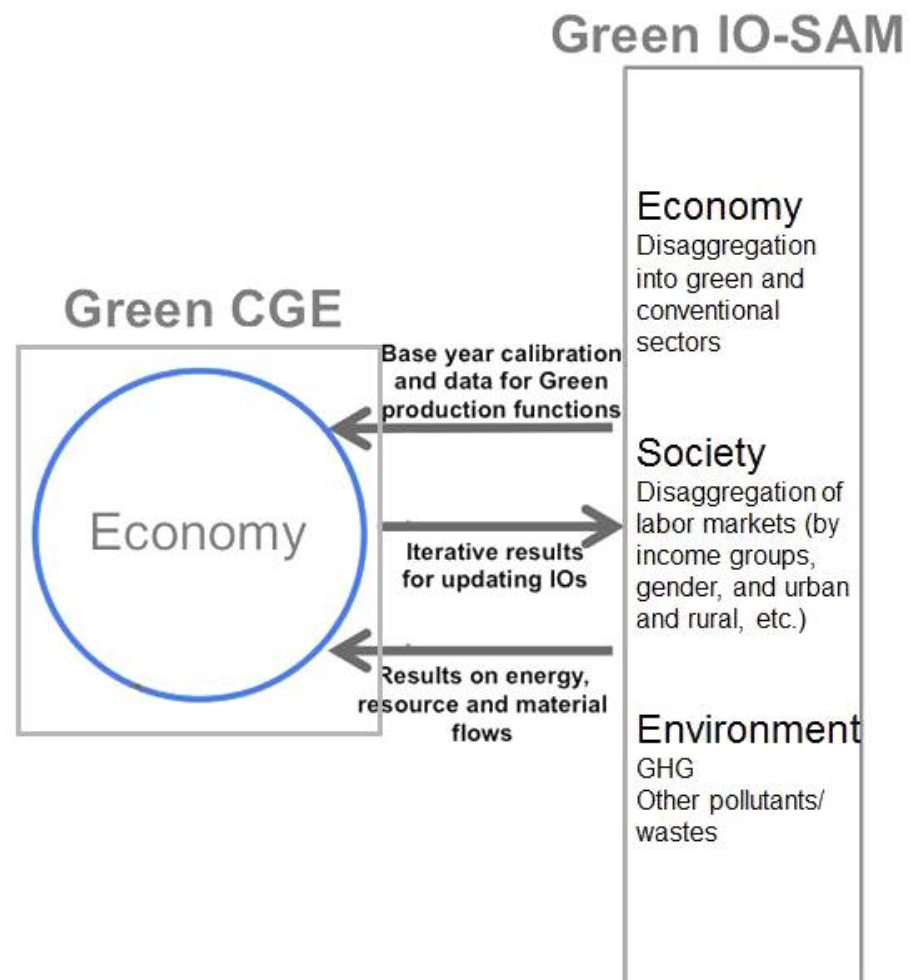 Green IO-SAM
Economy
Disaggregation
into green and
conventional
sectors
Green CGE
Base year calibration
and data for Green
production functions
Economy
Iterative results
for updating IOs
Results on energy,
resource and material
flows
Society
Disaggregation of
labor markets (by
income groups,
gender, and urban
and rural, etc.)
Environment
GHG
Other pollutants/
wastes